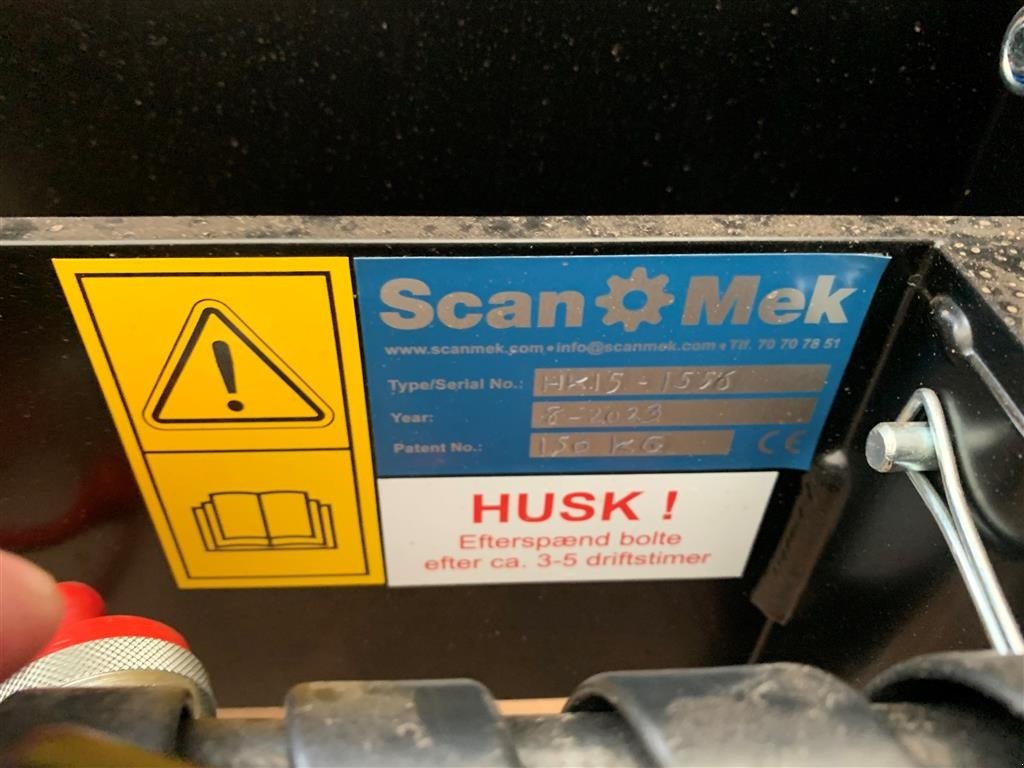 Scan Mek
www.scanmek.com • info@scanmek.com • Tlf. 70 70 78 51
Type/Serial No.: HK15 - 1556
Year: 8-2023
Patent No.: 150 KG CE
HUSK !
Efterspænd bolte
efter ca. 3-5 driftstimer